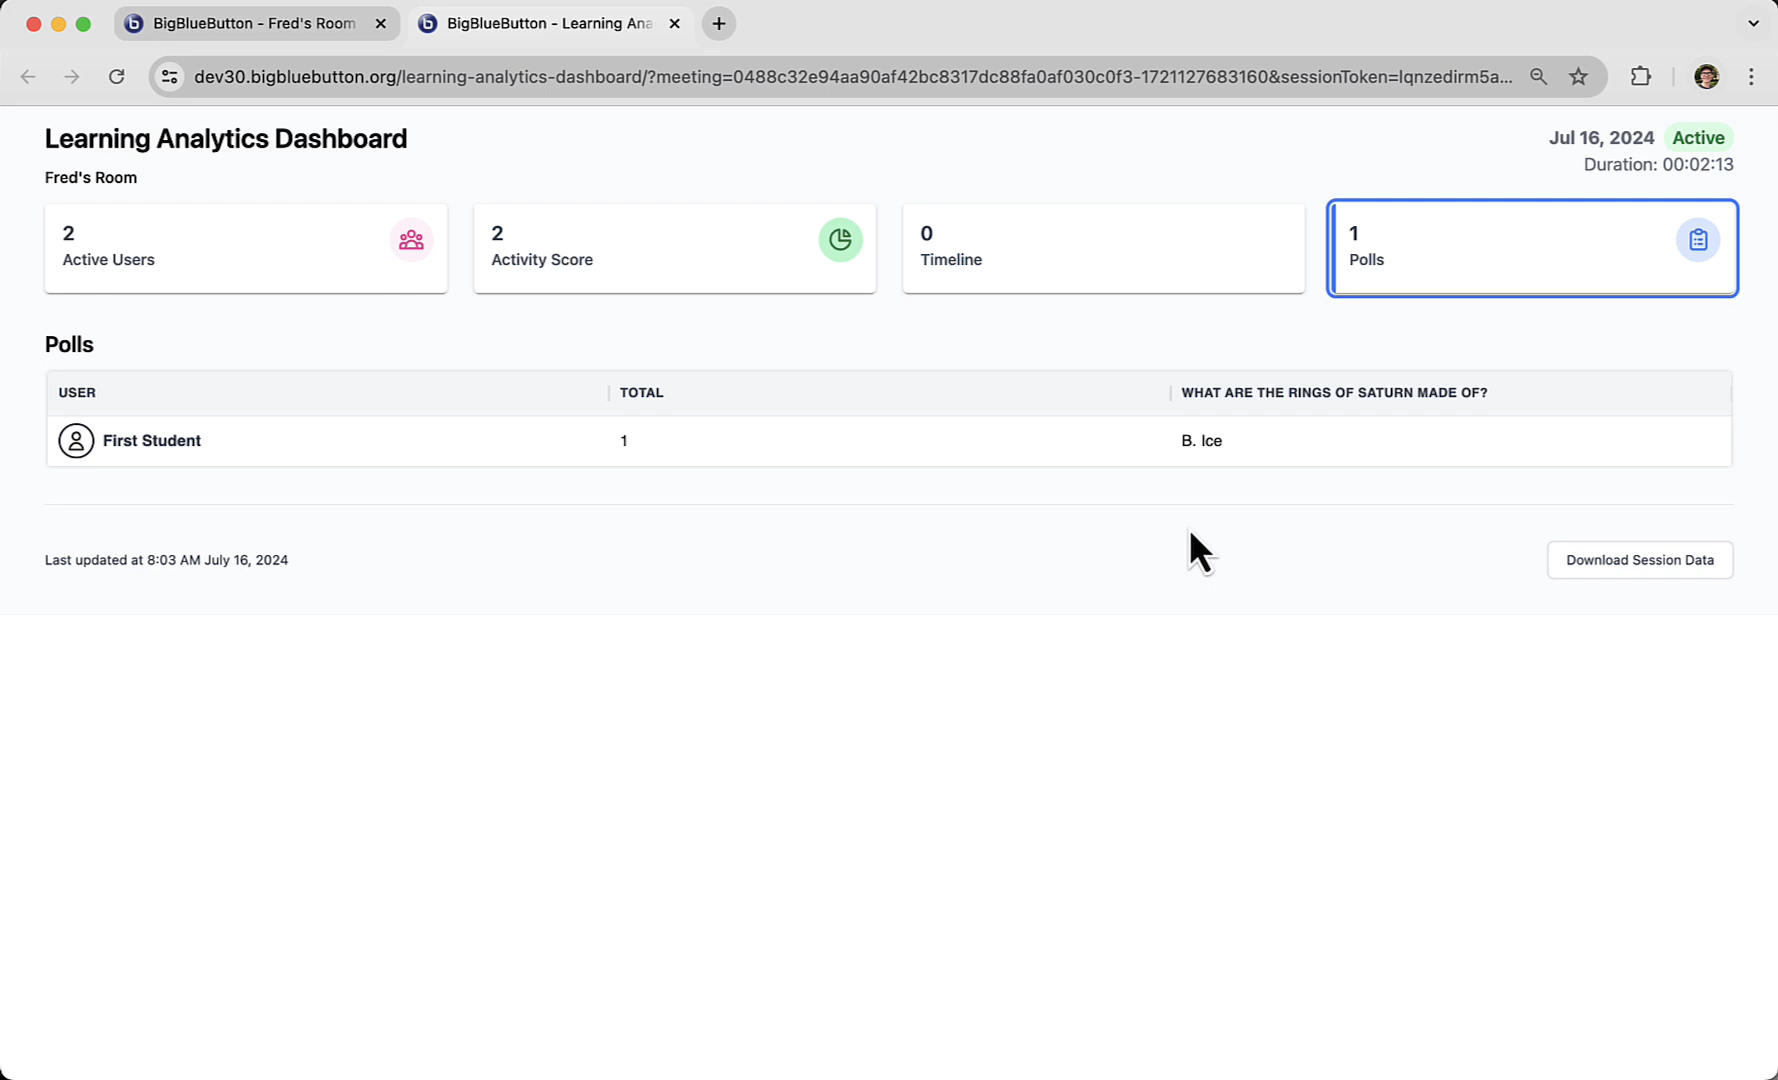 BigBlueButton - Fred's Room
BigBlueButton - Learning Ana
dev30.bigbluebutton.org/learning-analytics-dashboard/?meeting=0488c32e94aa90af42bc8317dc88fa0af030c0f3-1721127683160&sessionToken=lqnzedirm5a...
Learning Analytics Dashboard
Jul 16, 2024 Active
Fred's Room
Duration: 00:02:13
2
Active Users
2
Activity Score
0
Timeline
1
Polls
Polls
USER TOTAL WHAT ARE THE RINGS OF SATURN MADE OF?
First Student 1 B. Ice
Last updated at 8:03 AM July 16, 2024
Download Session Data